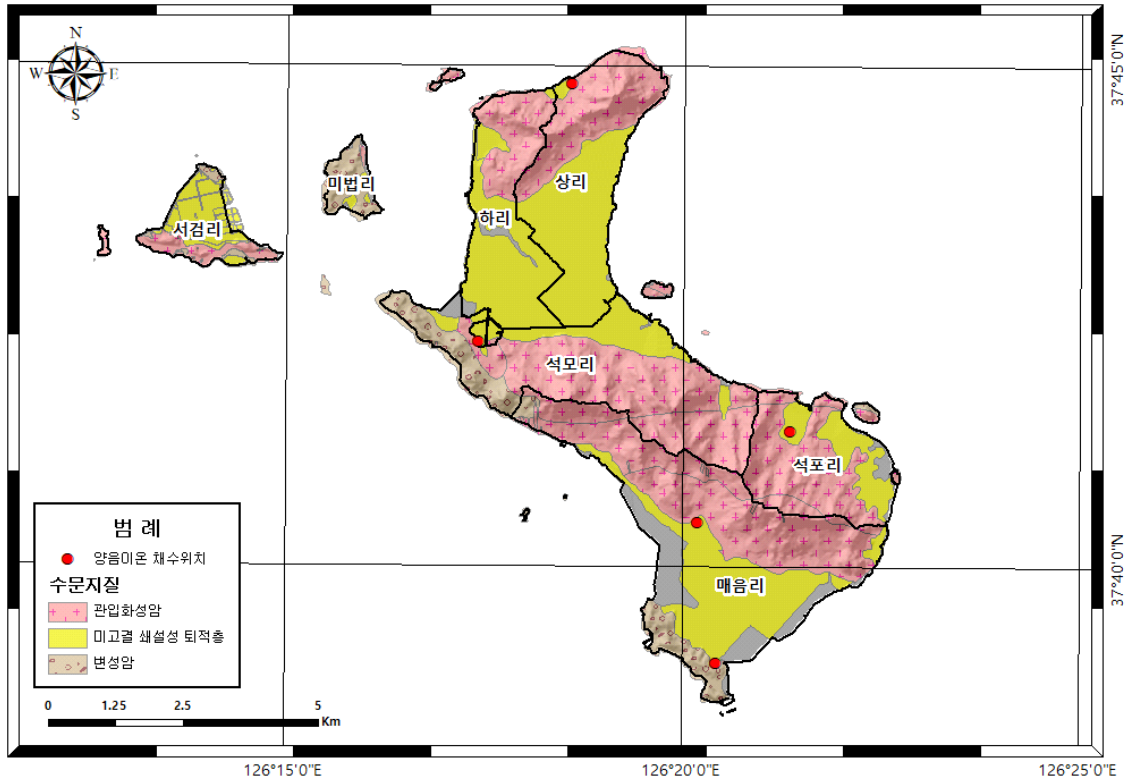 N
W E
S
37°45'0"N
미법리
상리
서검리
하리
석모리
석포리
매음리
37°40'0"N
범 례
양음미온 채수위치
수문지질
관입화성암
미고결 쇄설성 퇴적층
변성암
0 1.25 2.5 5
Km
126°15'0"E 126°20'0"E 126°25'0"E